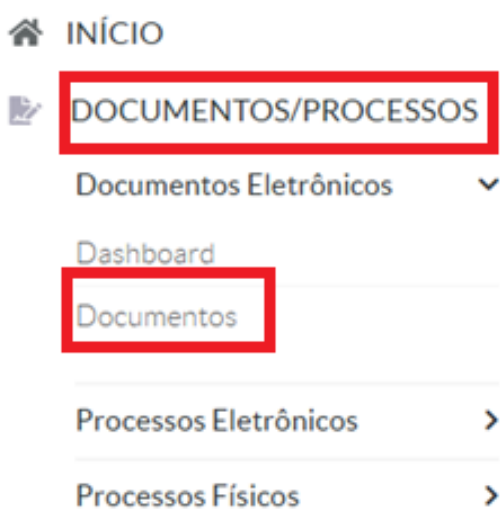 INÍCIO
DOCUMENTOS/PROCESSOS
Documentos Eletrônicos
Dashboard
Documentos
Processos Eletrônicos
Processos Físicos